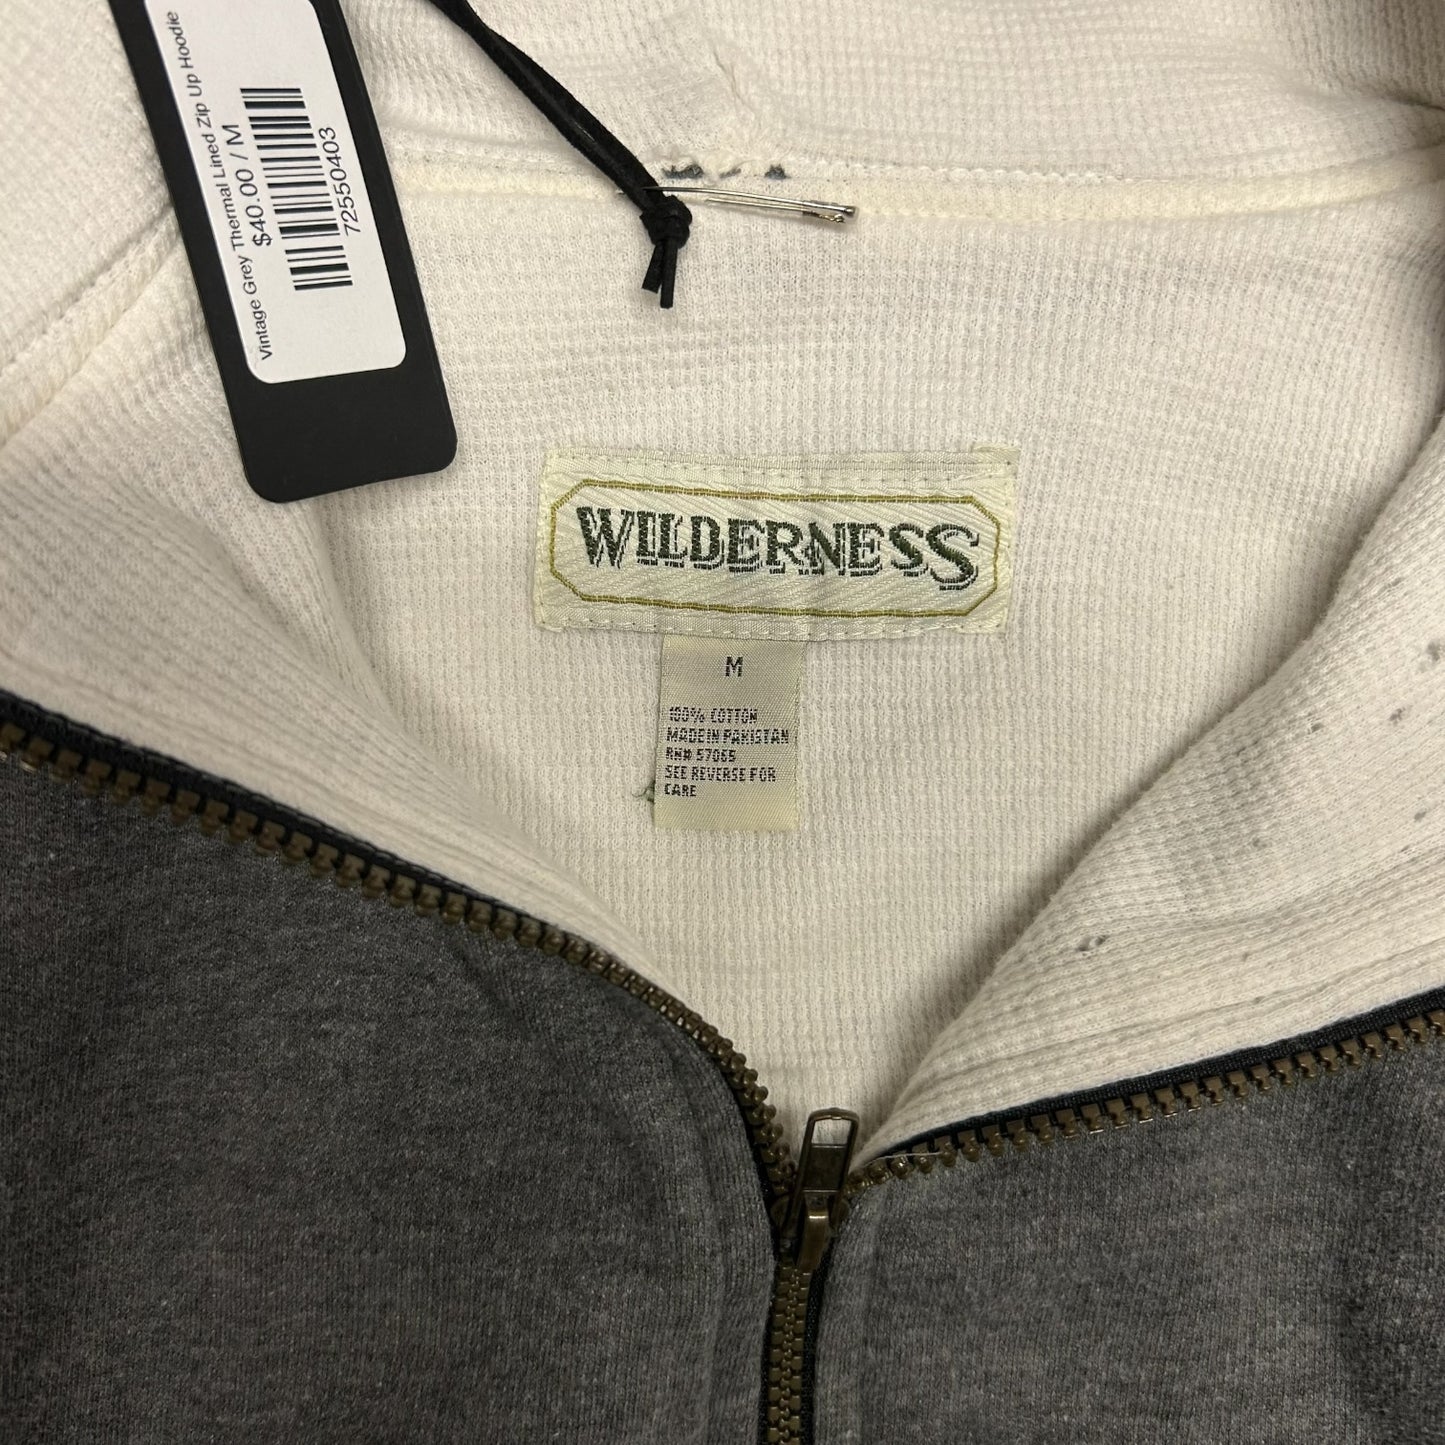 Vintage Grey Thermal Lined Zip Up Hoodie
$40.00 / M
72550403
WILDERNESS
M
100% COTTON
MADE IN PAKISTAN
RN# 57065
SEE REVERSE FOR
CARE